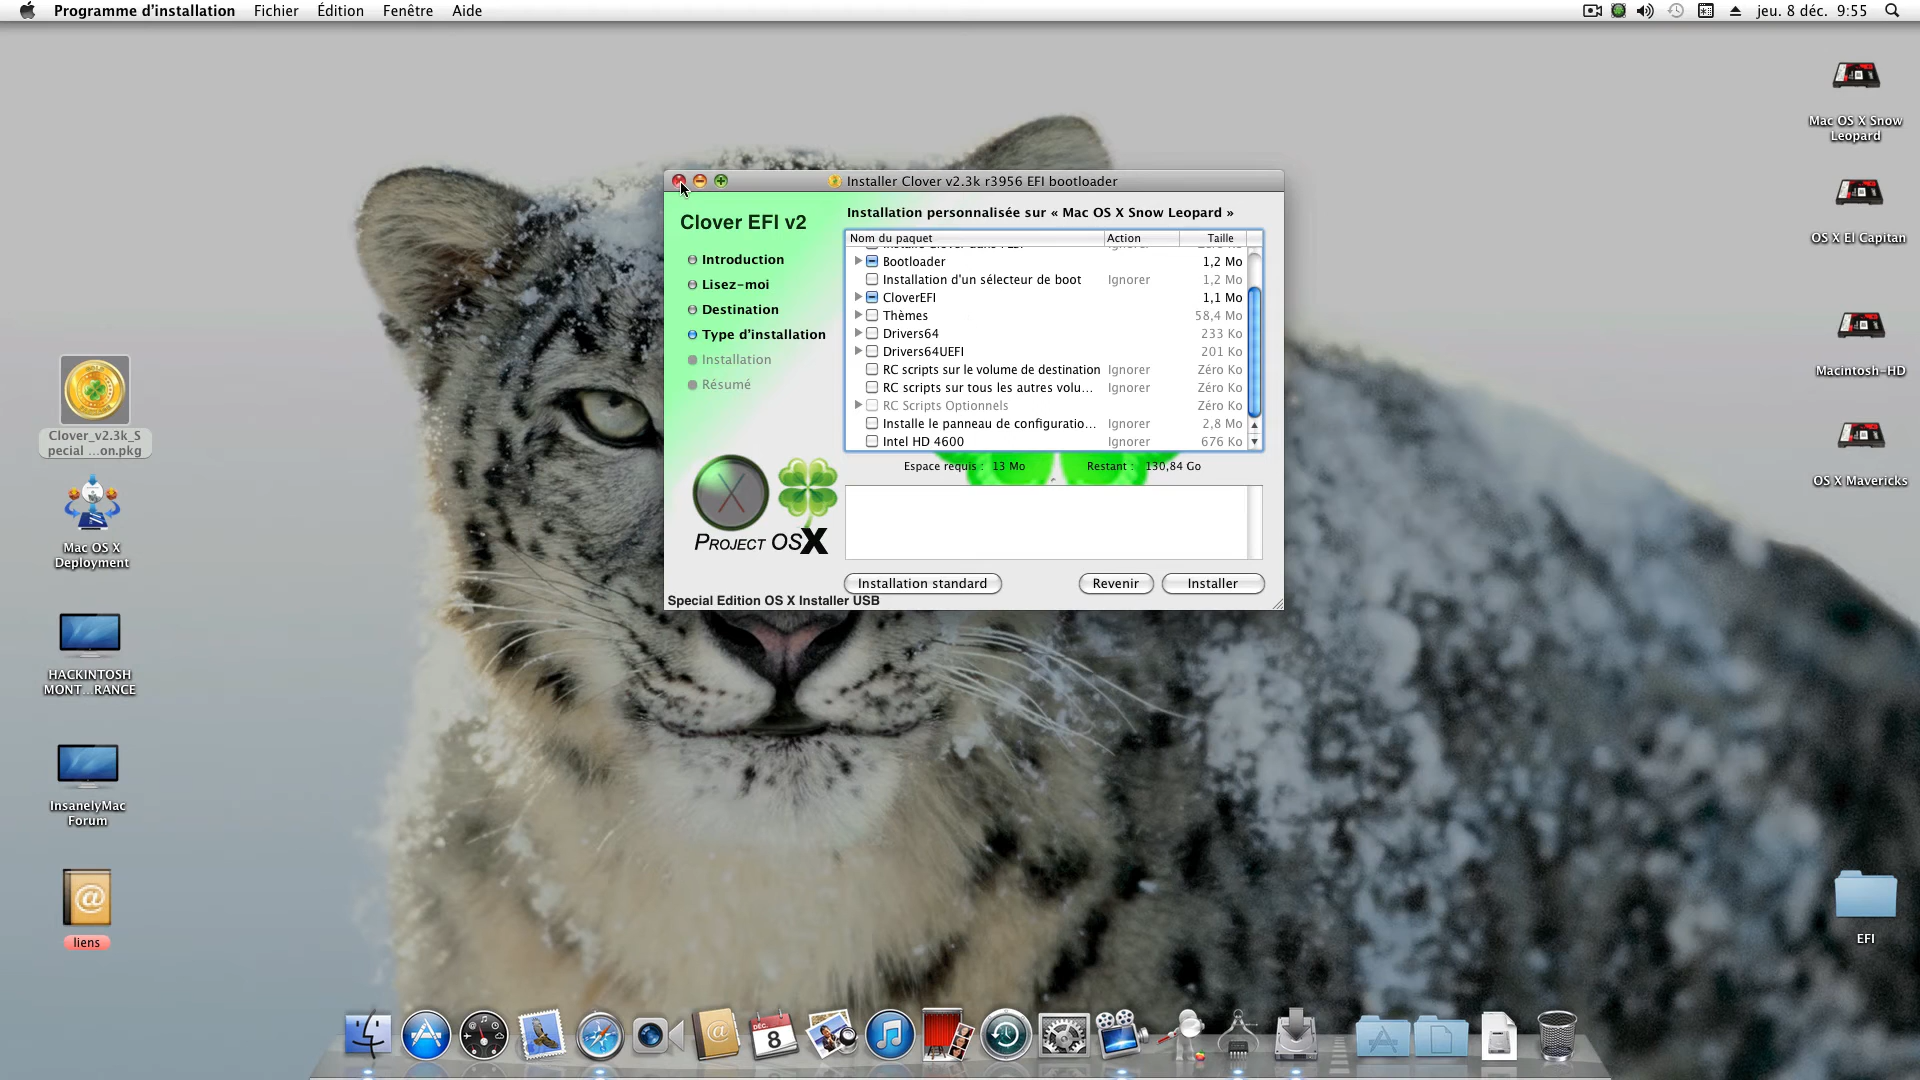 Programme d'installation Fichier Édition Fenêtre Aide
jeu. 8 déc. 9:55
Mac OS X Snow
Leopard
OS X El Capitan
Macintosh-HD
OS X Mavericks
EFI
Clover_v2.3k_S
pecial ...on.pkg
Mac OS X
Deployment
HACKINTOSH
MONT...RANCE
InsanelyMac
Forum
liens
Installer Clover v2.3k r3956 EFI bootloader
Clover EFI v2
Introduction
Lisez-moi
Destination
Type d'installation
Installation
Résumé
PROJECT OSX
Special Edition OS X Installer USB
Installation personnalisée sur « Mac OS X Snow Leopard »
Nom du paquet Action Taille
Bootloader 1,2 Mo
Installation d'un sélecteur de boot Ignorer 1,2 Mo
CloverEFI 1,1 Mo
Thèmes 58,4 Mo
Drivers64 233 Ko
Drivers64UEFI 201 Ko
RC scripts sur le volume de destination Ignorer Zéro Ko
RC scripts sur tous les autres volu... Ignorer Zéro Ko
RC Scripts Optionnels Zéro Ko
Installe le panneau de configuratio... Ignorer 2,8 Mo
Intel HD 4600 Ignorer 676 Ko
Espace requis : 13 Mo Restant : 130,84 Go
Installation standard Revenir Installer
DÉC.
8